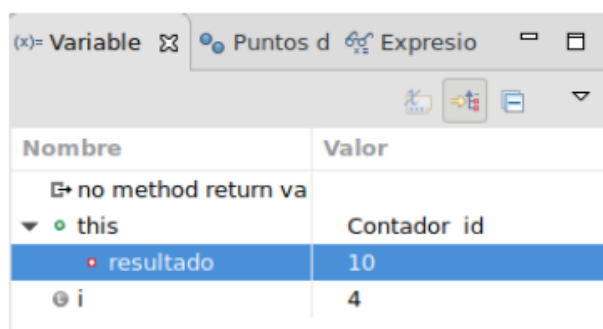 (x)= Variable Puntos d Expresio
Nombre Valor
no method return va
this Contador id
resultado 10
i 4